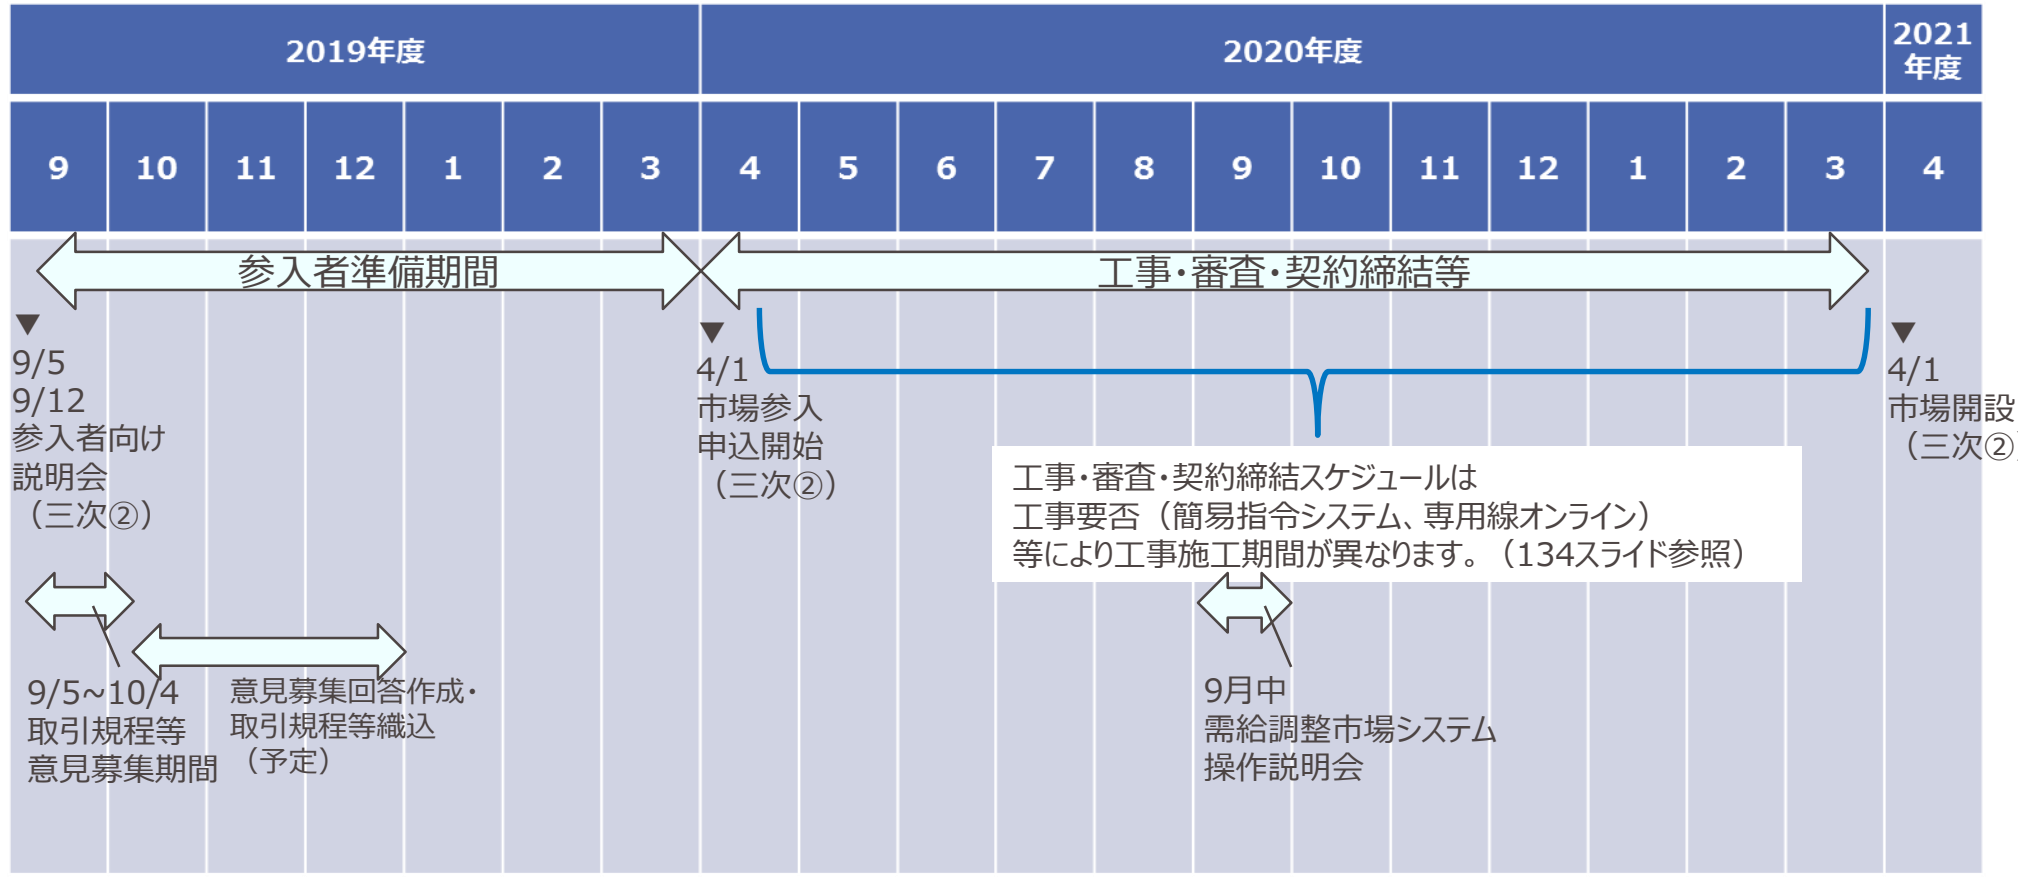 2019年度
2020年度
2021
年度
9 10 11 12 1 2 3 4 5 6 7 8 9 10 11 12 1 2 3 4
参入者準備期間
工事・審査・契約締結等
▼
9/5
9/12
参入者向け
説明会
（三次②）
▼
4/1
市場参入
申込開始
（三次②）
▼
4/1
市場開設
（三次②
工事・審査・契約締結スケジュールは
工事要否（簡易指令システム、専用線オンライン）
等により工事施工期間が異なります。（134スライド参照）
9/5~10/4
取引規程等
意見募集期間
意見募集回答作成・
取引規程等織込
（予定）
9月中
需給調整市場システム
操作説明会